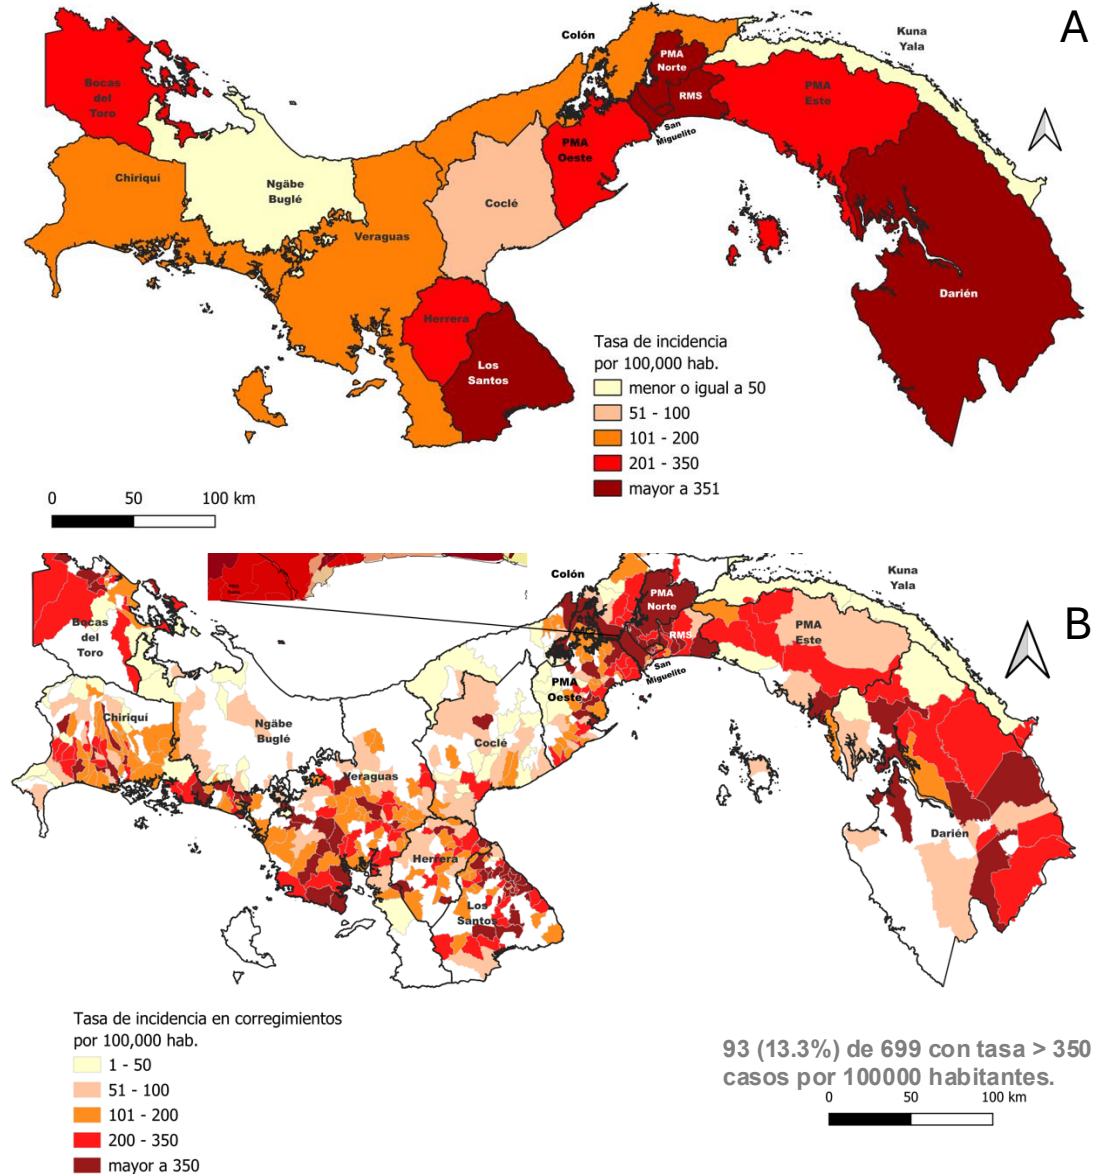 A
Kuna
Yala
Colón
PMA
Norte
RMS
PMA
Este
San
Miguelito
PMA
Oeste
Bocas
del
Toro
Chiriquí
Ngäbe
Buglé
Veraguas
Coclé
Herrera
Los
Santos
Darién
Tasa de incidencia
por 100,000 hab.
menor o igual a 50
51 - 100
101 - 200
201 - 350
mayor a 351
0 50 100 km
B
Kuna
Yala
Colón
PMA
Norte
RMS
PMA
Este
San
Miguelito
PMA
Oeste
Bocas
del
Toro
Chiriquí
Ngäbe
Buglé
Veraguas
Coclé
Herrera
Los
Santos
Darién
Tasa de incidencia en corregimientos
por 100,000 hab.
1 - 50
51 - 100
101 - 200
200 - 350
mayor a 350
93 (13.3%) de 699 con tasa > 350
casos por 100000 habitantes.
0 50 100 km